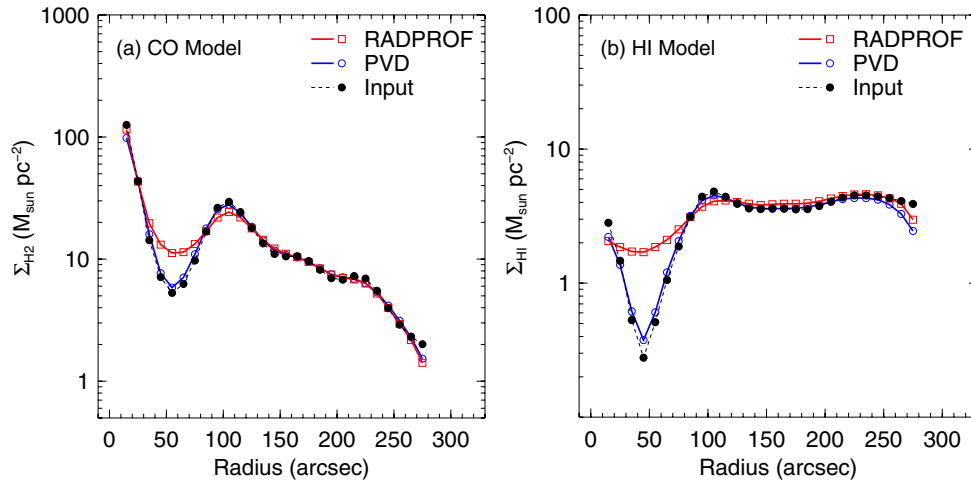 (a) CO Model
RADPROF
PVD
Input
1000
100
10
1
Σ_H2 (M_sun pc⁻²)
0 50 100 150 200 250 300
Radius (arcsec)
(b) HI Model
RADPROF
PVD
Input
100
10
1
Σ_HI (M_sun pc⁻²)
0 50 100 150 200 250 300
Radius (arcsec)